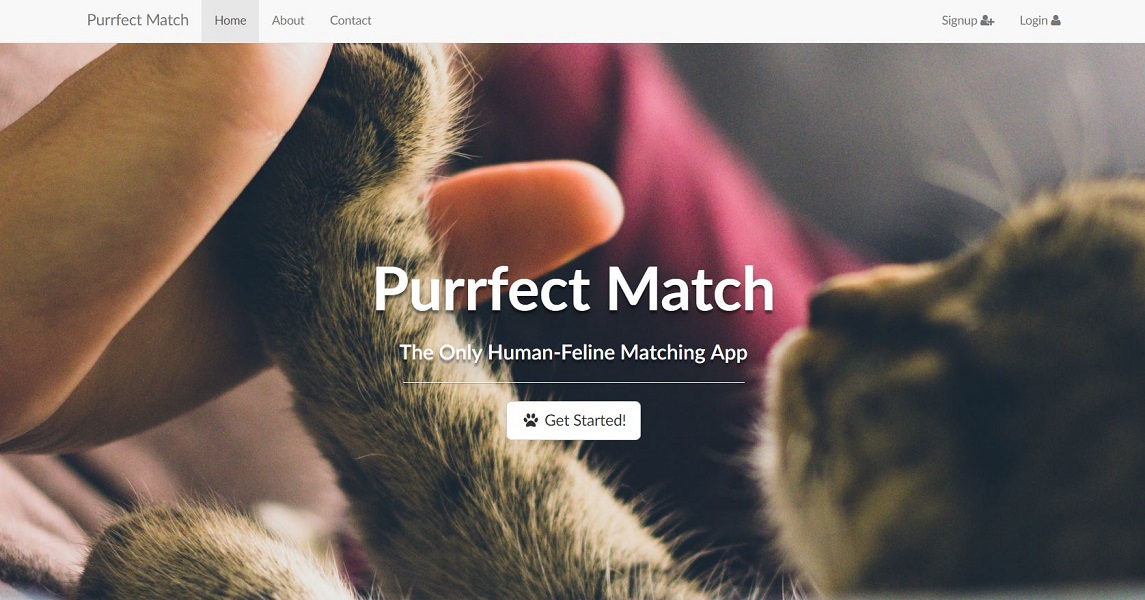 Purrfect Match
Home
About
Contact
Signup
Login
Purrfect Match
The Only Human-Feline Matching App
Get Started!